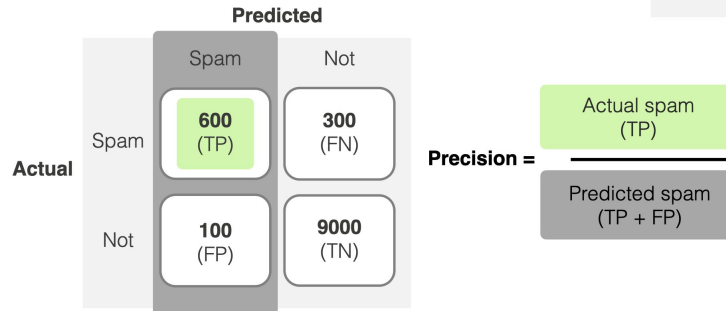 Predicted
Spam Not
Actual
Spam
600
(TP)
300
(FN)
Not
100
(FP)
9000
(TN)
Precision =
Actual spam
(TP)
Predicted spam
(TP + FP)